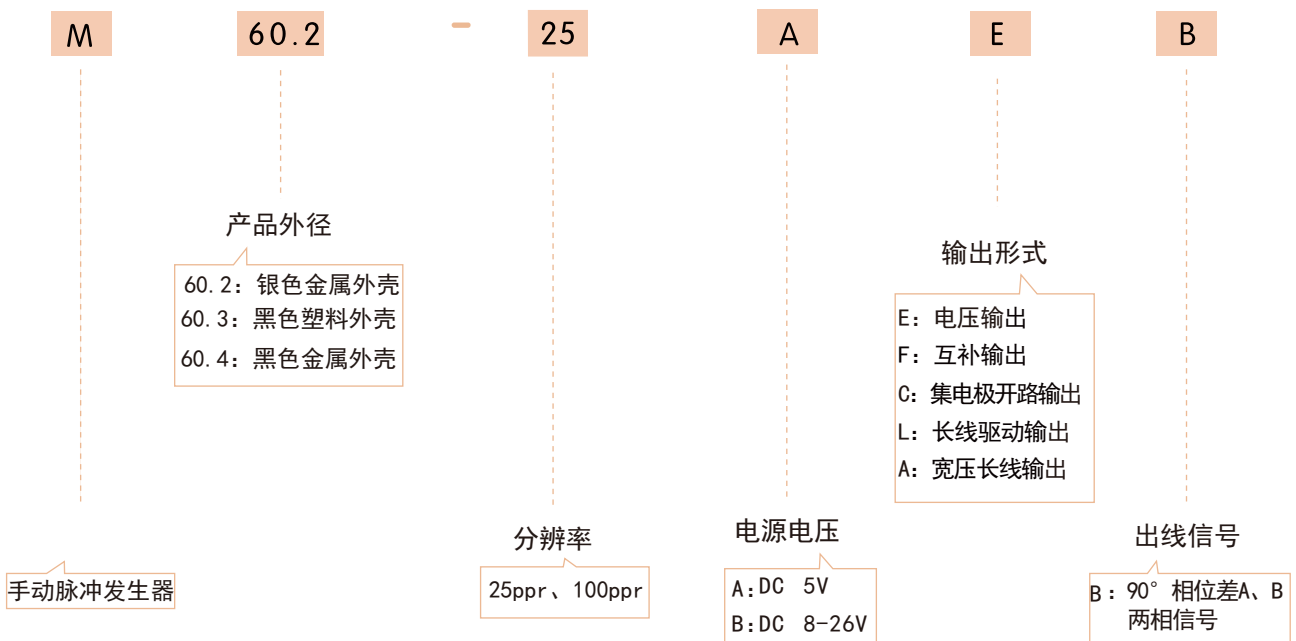 M 60.2 - 25 A E B
产品外径
60.2: 银色金属外壳
60.3: 黑色塑料外壳
60.4: 黑色金属外壳
输出形式
E: 电压输出
F: 互补输出
C: 集电极开路输出
L: 长线驱动输出
A: 宽压长线输出
手动脉冲发生器
分辨率
25ppr、100ppr
电源电压
A:DC 5V
B:DC 8-26V
出线信号
B: 90° 相位差A、B
两相信号